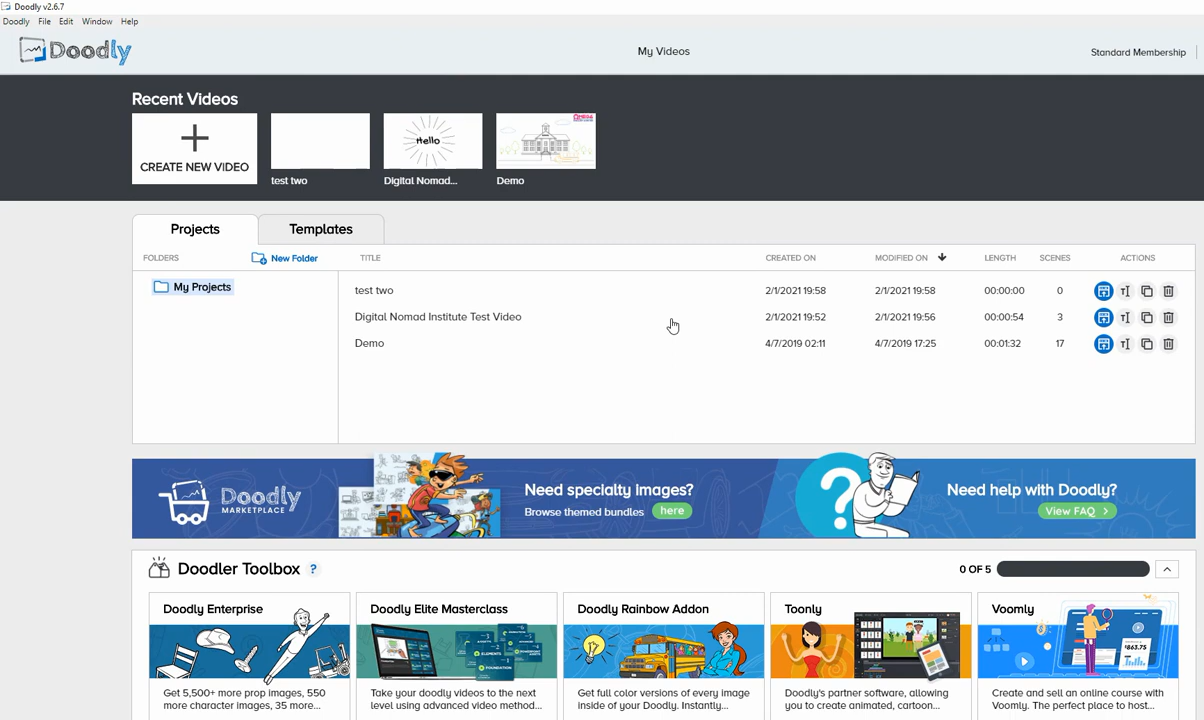 Doodly v2.6.7
Doodly File Edit Window Help
Doodly My Videos Standard Membership
Recent Videos
CREATE NEW VIDEO
Hello
test two Digital Nomad... Demo
Projects Templates
FOLDERS New Folder TITLE CREATED ON MODIFIED ON LENGTH SCENES ACTIONS
My Projects
test two 2/1/2021 19:58 2/1/2021 19:58 00:00:00 0
Digital Nomad Institute Test Video 2/1/2021 19:52 2/1/2021 19:56 00:00:54 3
Demo 4/7/2019 02:11 4/7/2019 17:25 00:01:32 17
Doodly
MARKETPLACE
Need specialty images?
Browse themed bundles here
Need help with Doodly?
View FAQ >
Doodler Toolbox ? 0 OF 5
Doodly Enterprise
Get 5,500+ more prop images, 550
more character images, 35 more...
Doodly Elite Masterclass
Take your doodly videos to the next
level using advanced video method...
Doodly Rainbow Addon
Get full color versions of every image
inside of your Doodly. Instantly...
Toonly
Doodly's partner software, allowing
you to create animated, cartoon...
Voomly
$863.75
Create and sell an online course with
Voomly. The perfect place to host...